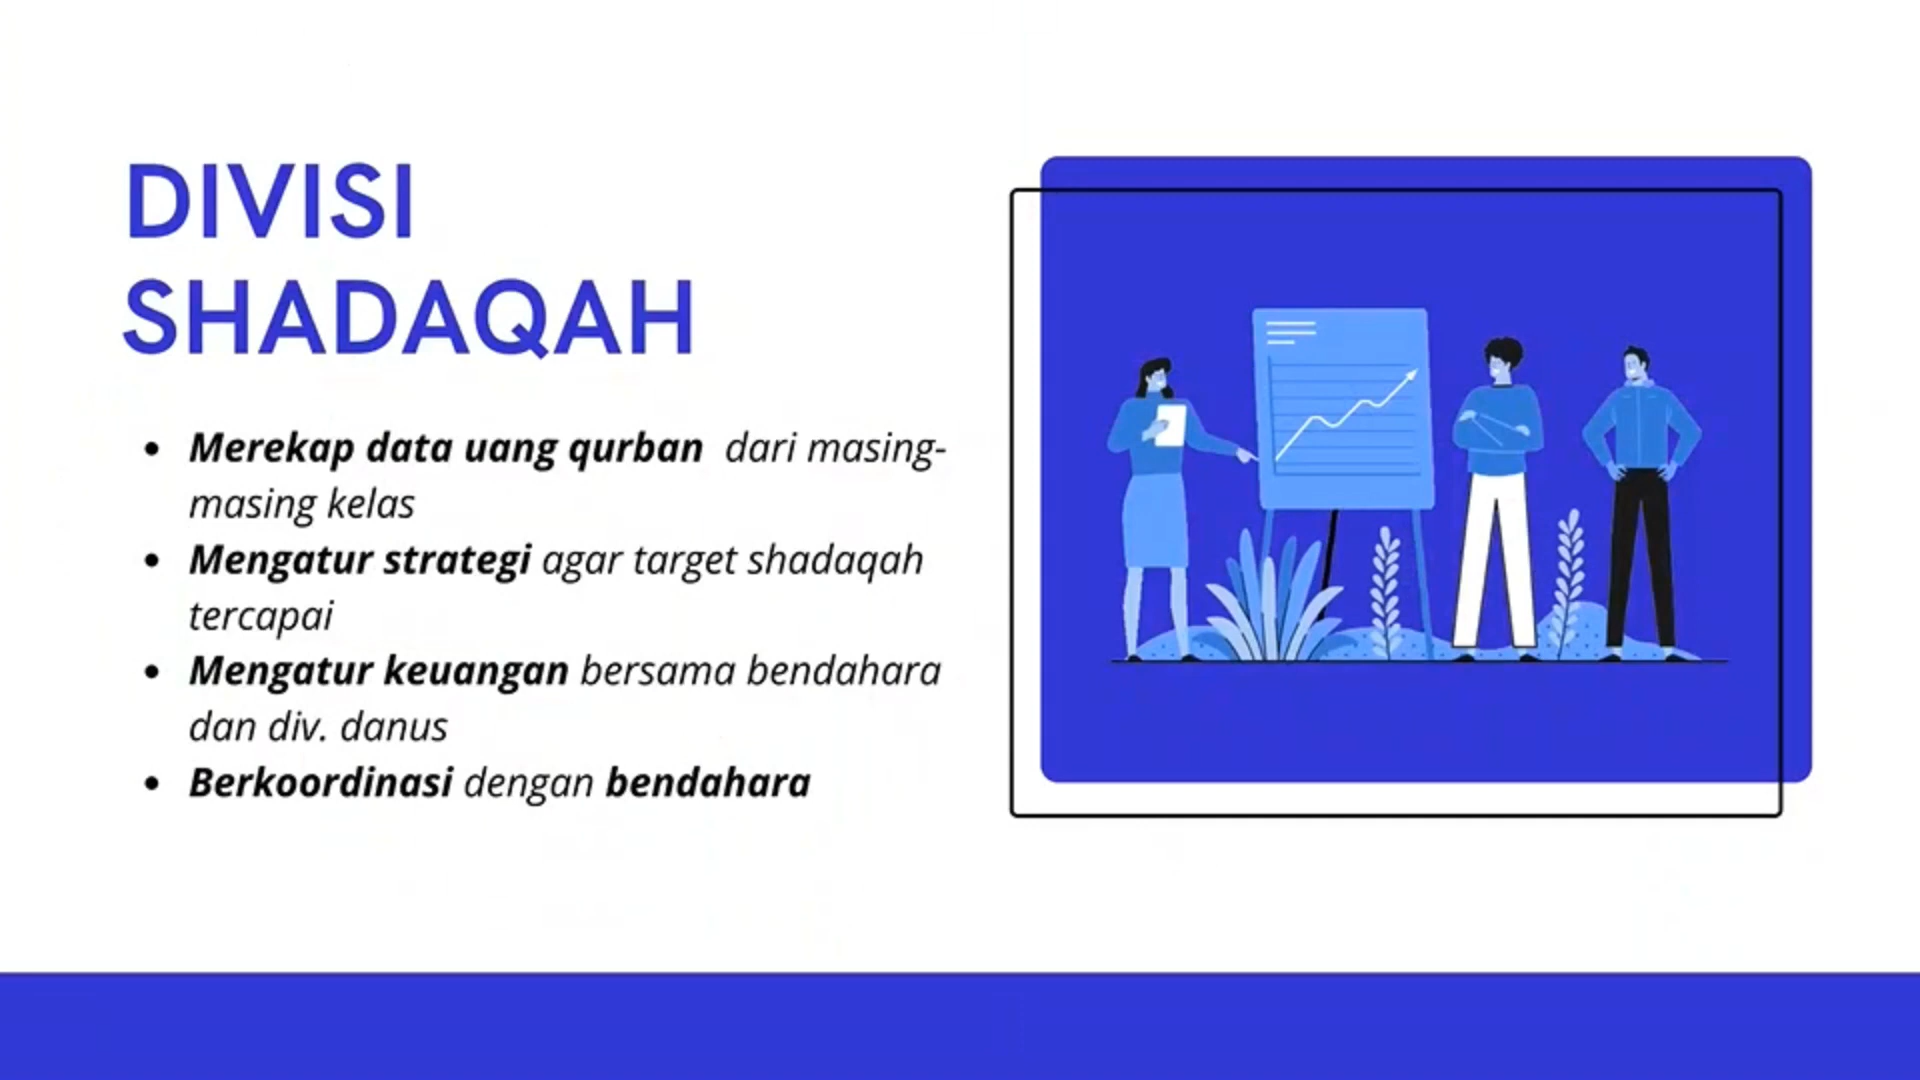 DIVISI
SHADAQAH
• Merekap data uang qurban dari masing-
masing kelas
• Mengatur strategi agar target shadaqah
tercapai
• Mengatur keuangan bersama bendahara
dan div. danus
• Berkoordinasi dengan bendahara